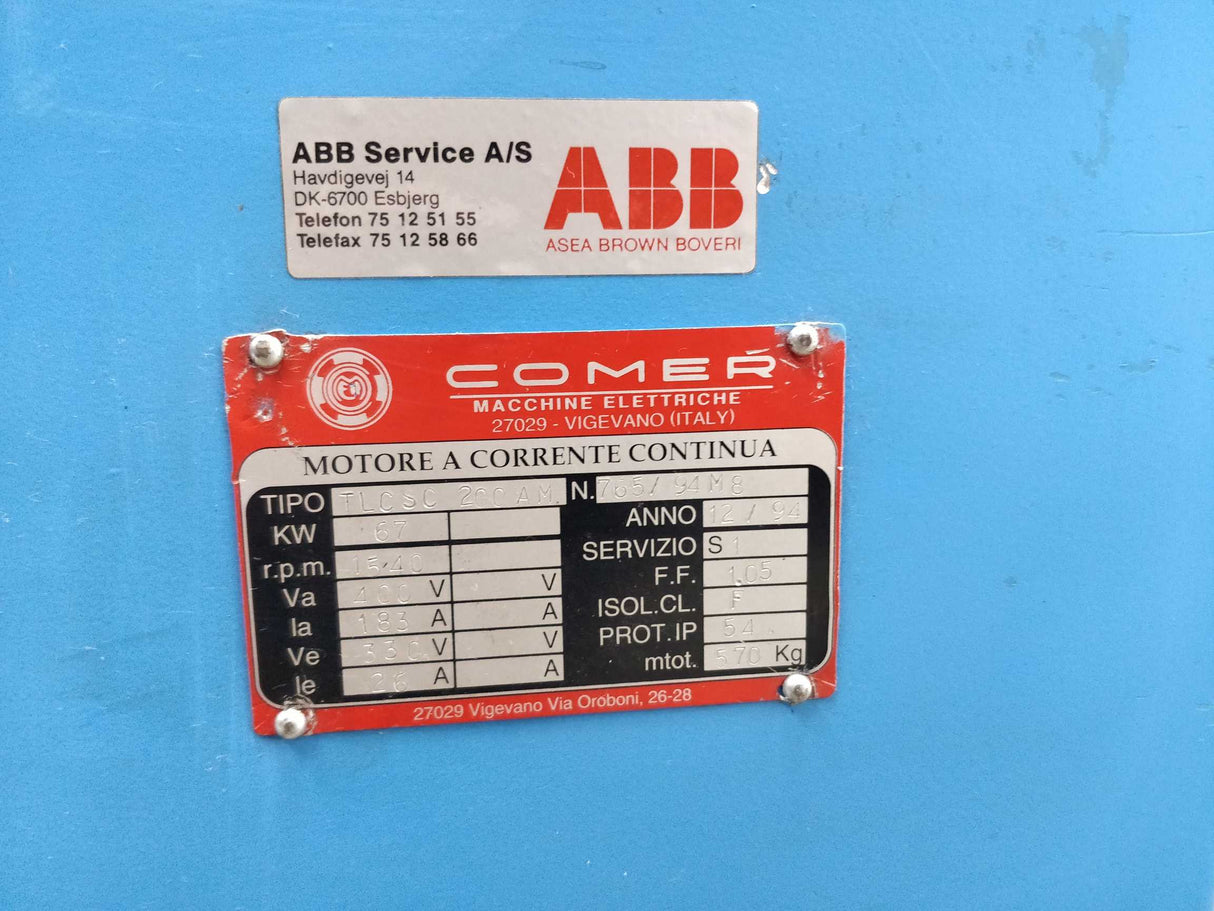 ABB Service A/S
Havdigevej 14
DK-6700 Esbjerg
Telefon 75 12 51 55
Telefax 75 12 58 66
ABB
ASEA BROWN BOVERI
COMER
MACCHINE ELETTRICHE
27029 - VIGEVANO (ITALY)
MOTORE A CORRENTE CONTINUA
TIPO TLCSC 200 AM. N. 765/94M8
KW 67 ANNO 12/94
r.p.m. 1540 SERVIZIO S1
Va 400 V V F.F. 1.05
Ia 183 A A ISOL.CL. F
Ve 330 V V PROT.IP 54
Ie 2.6 A A mtot. 570 Kg
27029 Vigevano Via Oroboni, 26-28